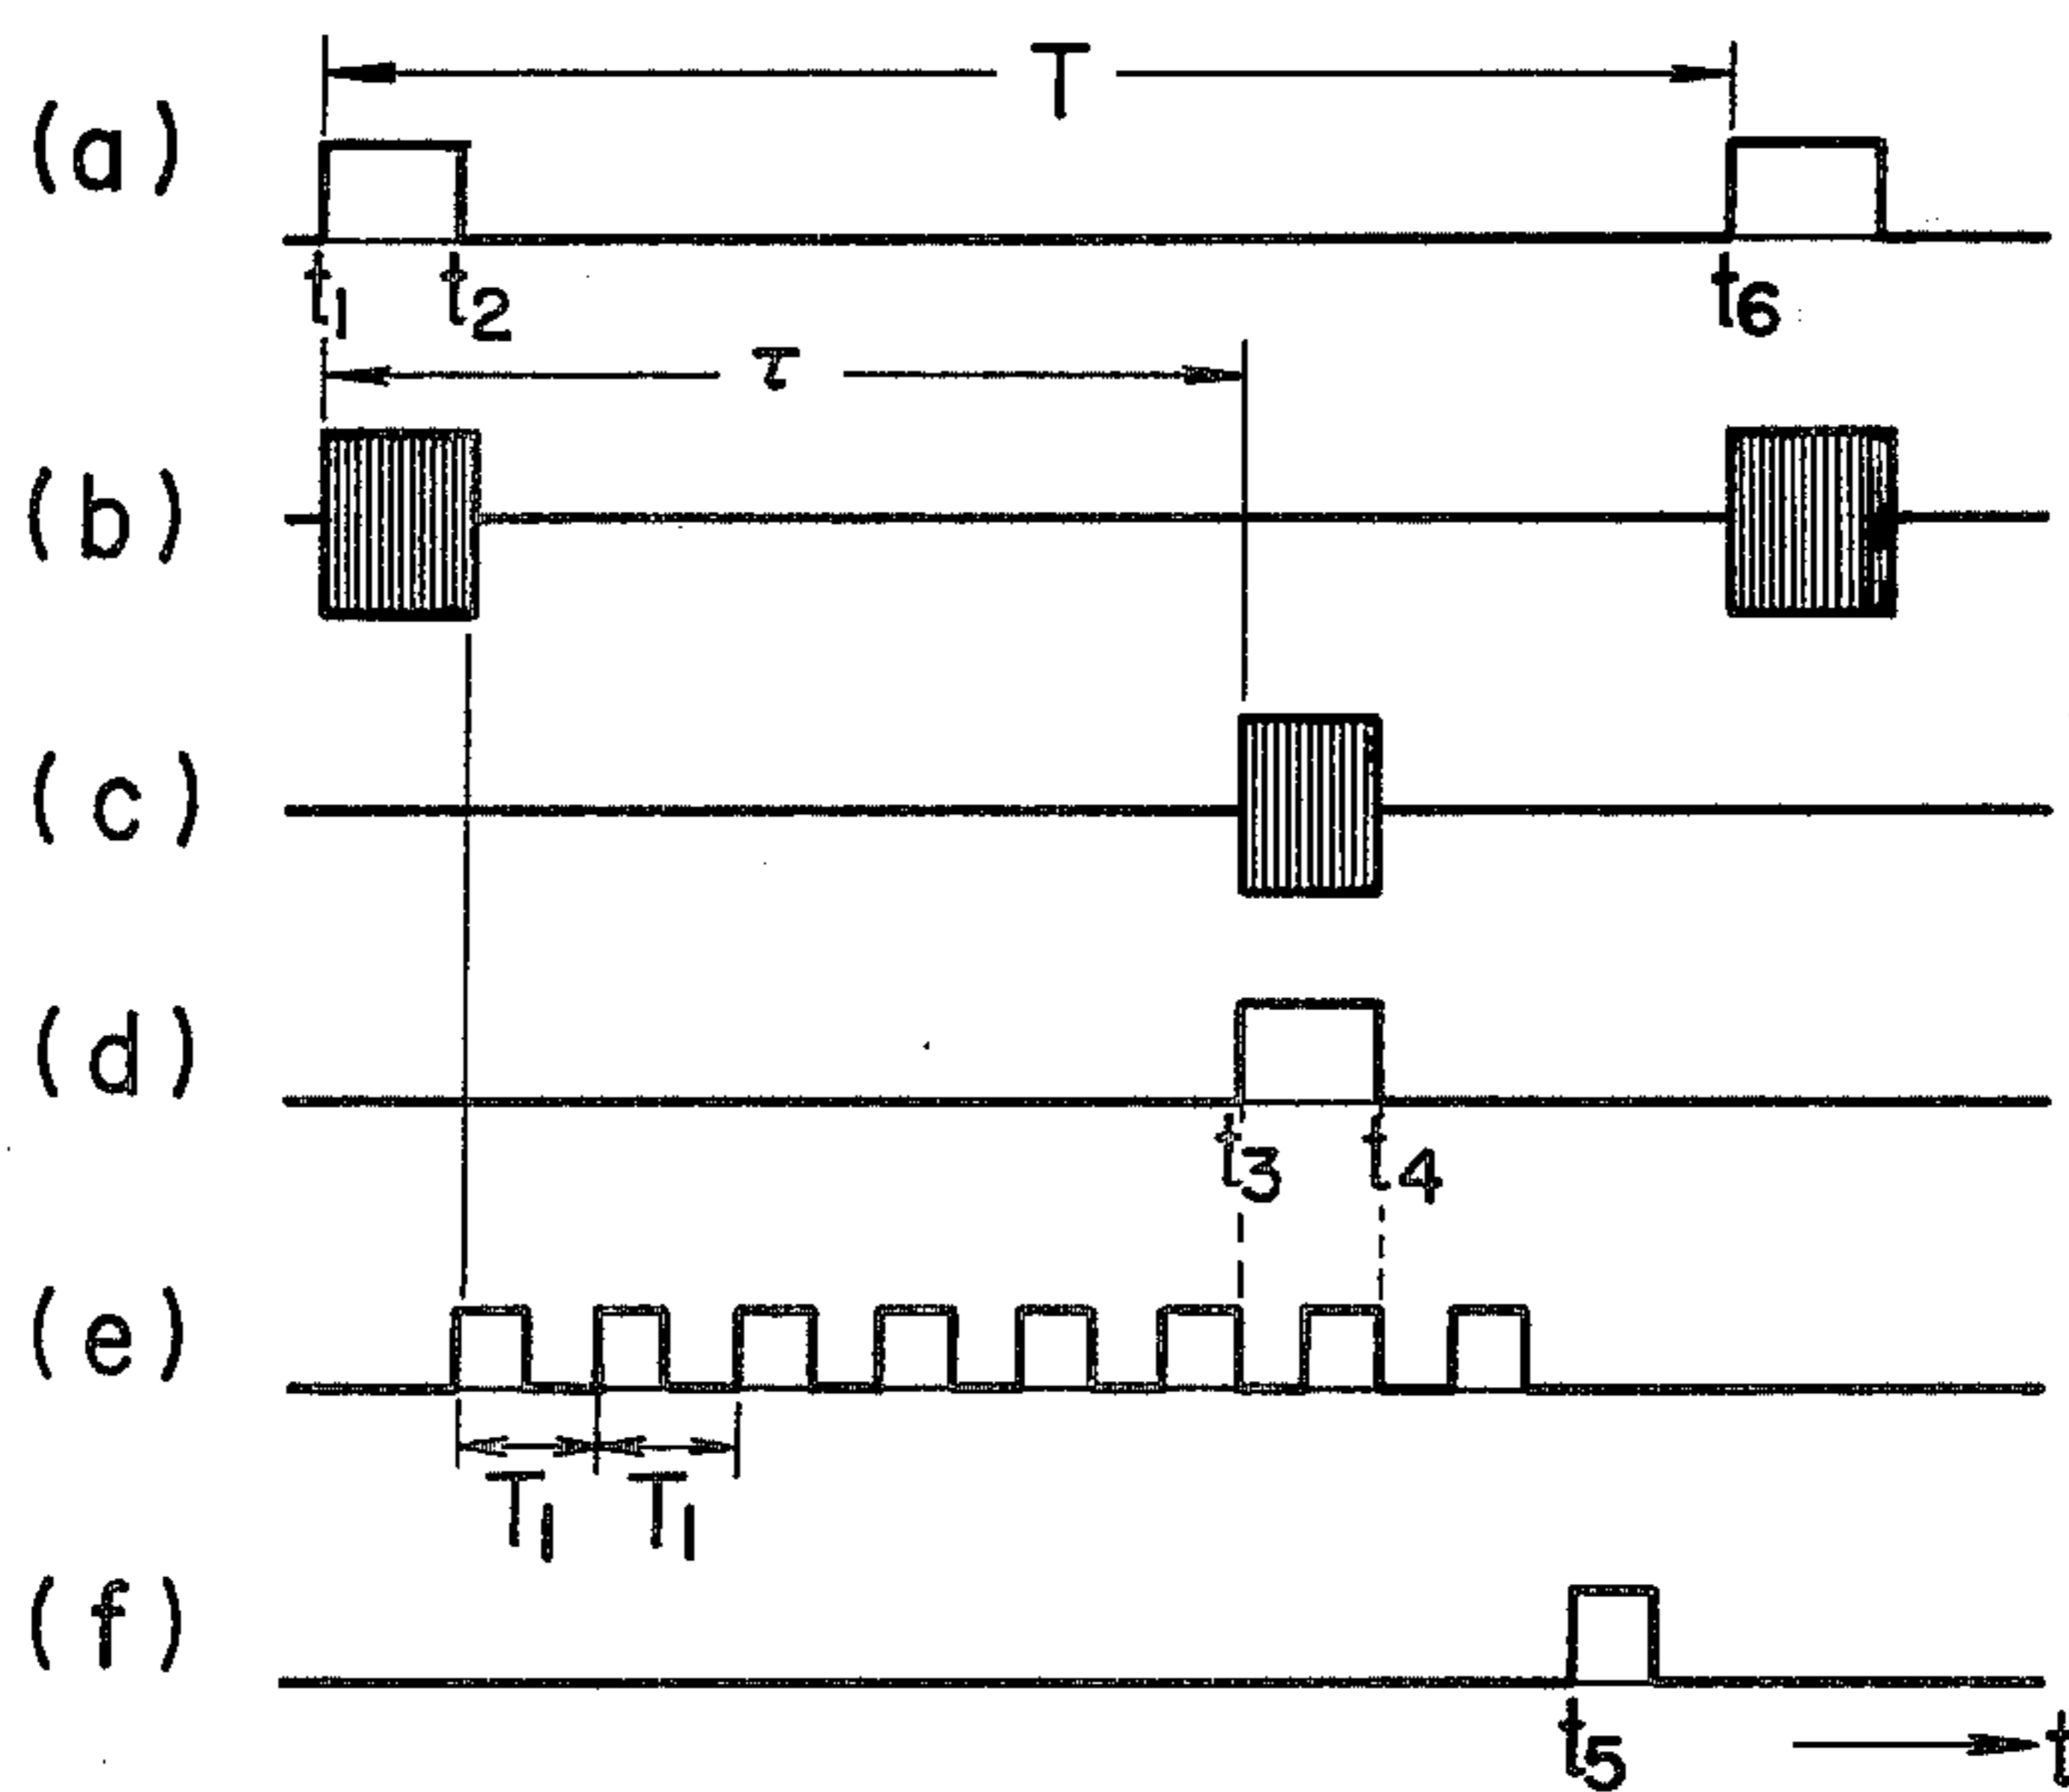 T
(a)
t1 t2 t6
τ
(b)
(c)
(d)
t3 t4
(e)
T1 T1
(f)
t5 t